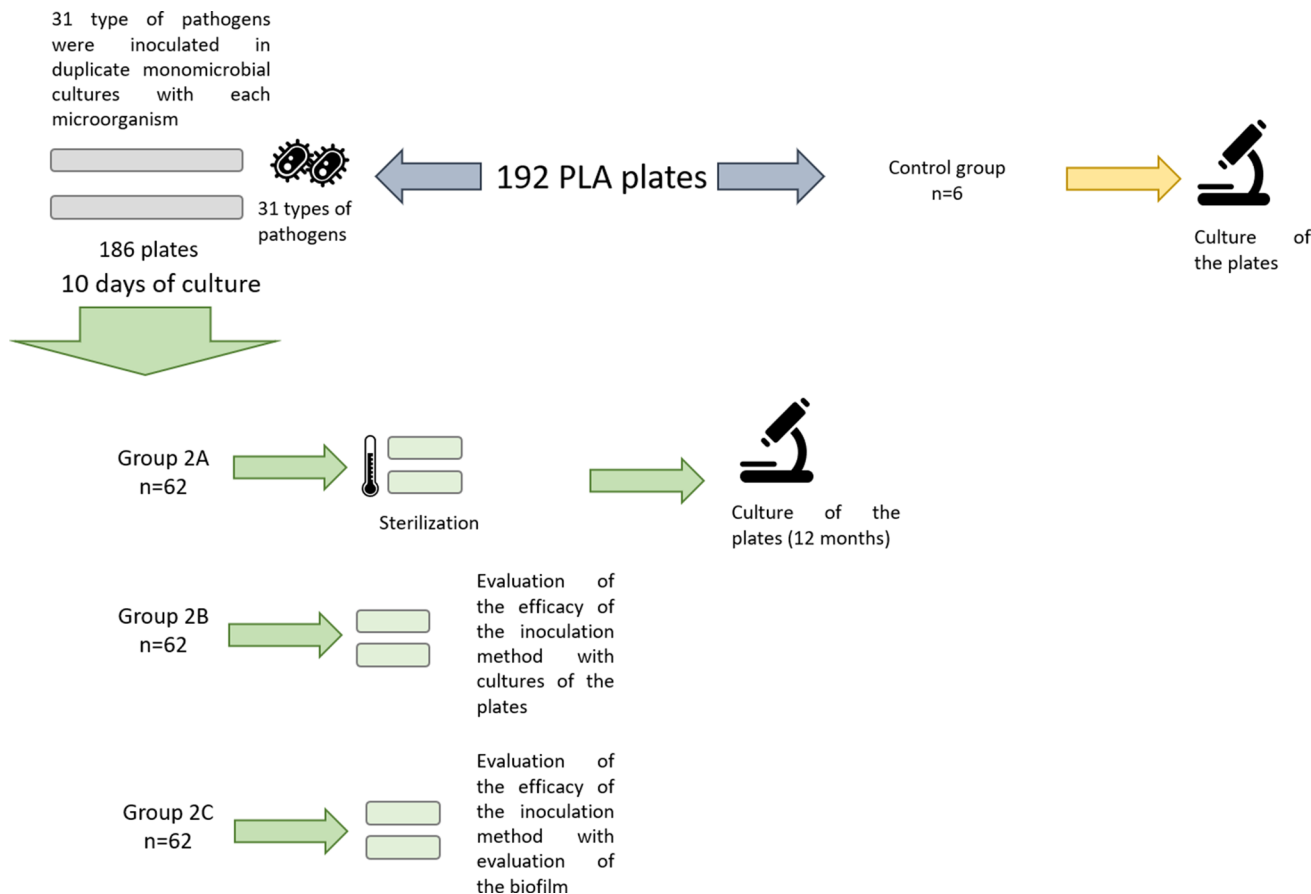 31 type of pathogens
were inoculated in
duplicate monomicrobial
cultures with each
microorganism
31 types of
pathogens
186 plates
10 days of culture
192 PLA plates
Control group
n=6
Culture of
the plates
Group 2A
n=62
Sterilization
Culture of the
plates (12 months)
Group 2B
n=62
Evaluation of
the efficacy of
the inoculation
method with
cultures of the
plates
Group 2C
n=62
Evaluation of
the efficacy of
the inoculation
method with
evaluation of
the biofilm